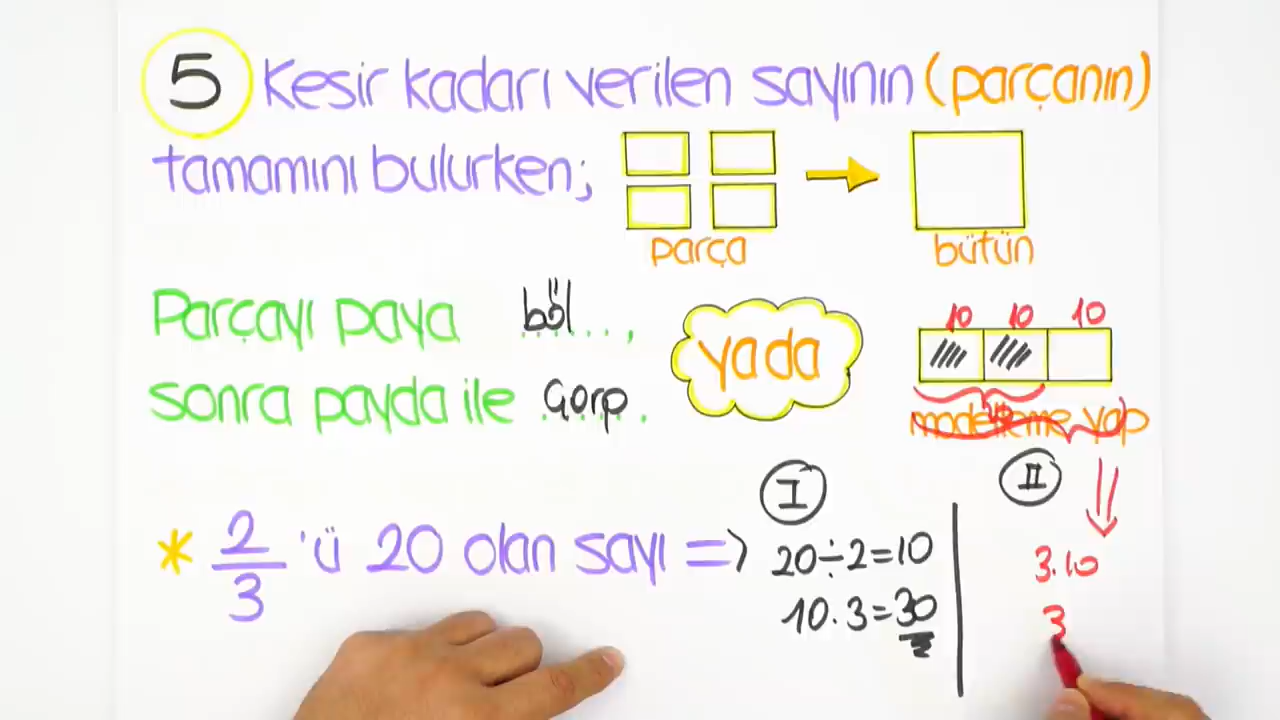 5 Kesir kadarı verilen sayının (parçanın)
tamamını bulurken;
parça
bütün
Parçayı paya böl...,
sonra payda ile çarp.
yada
10 10 10
modelleme yap
I
II
* 2/3 'ü 20 olan sayı =>
20÷2=10
10.3=30
3.10
3